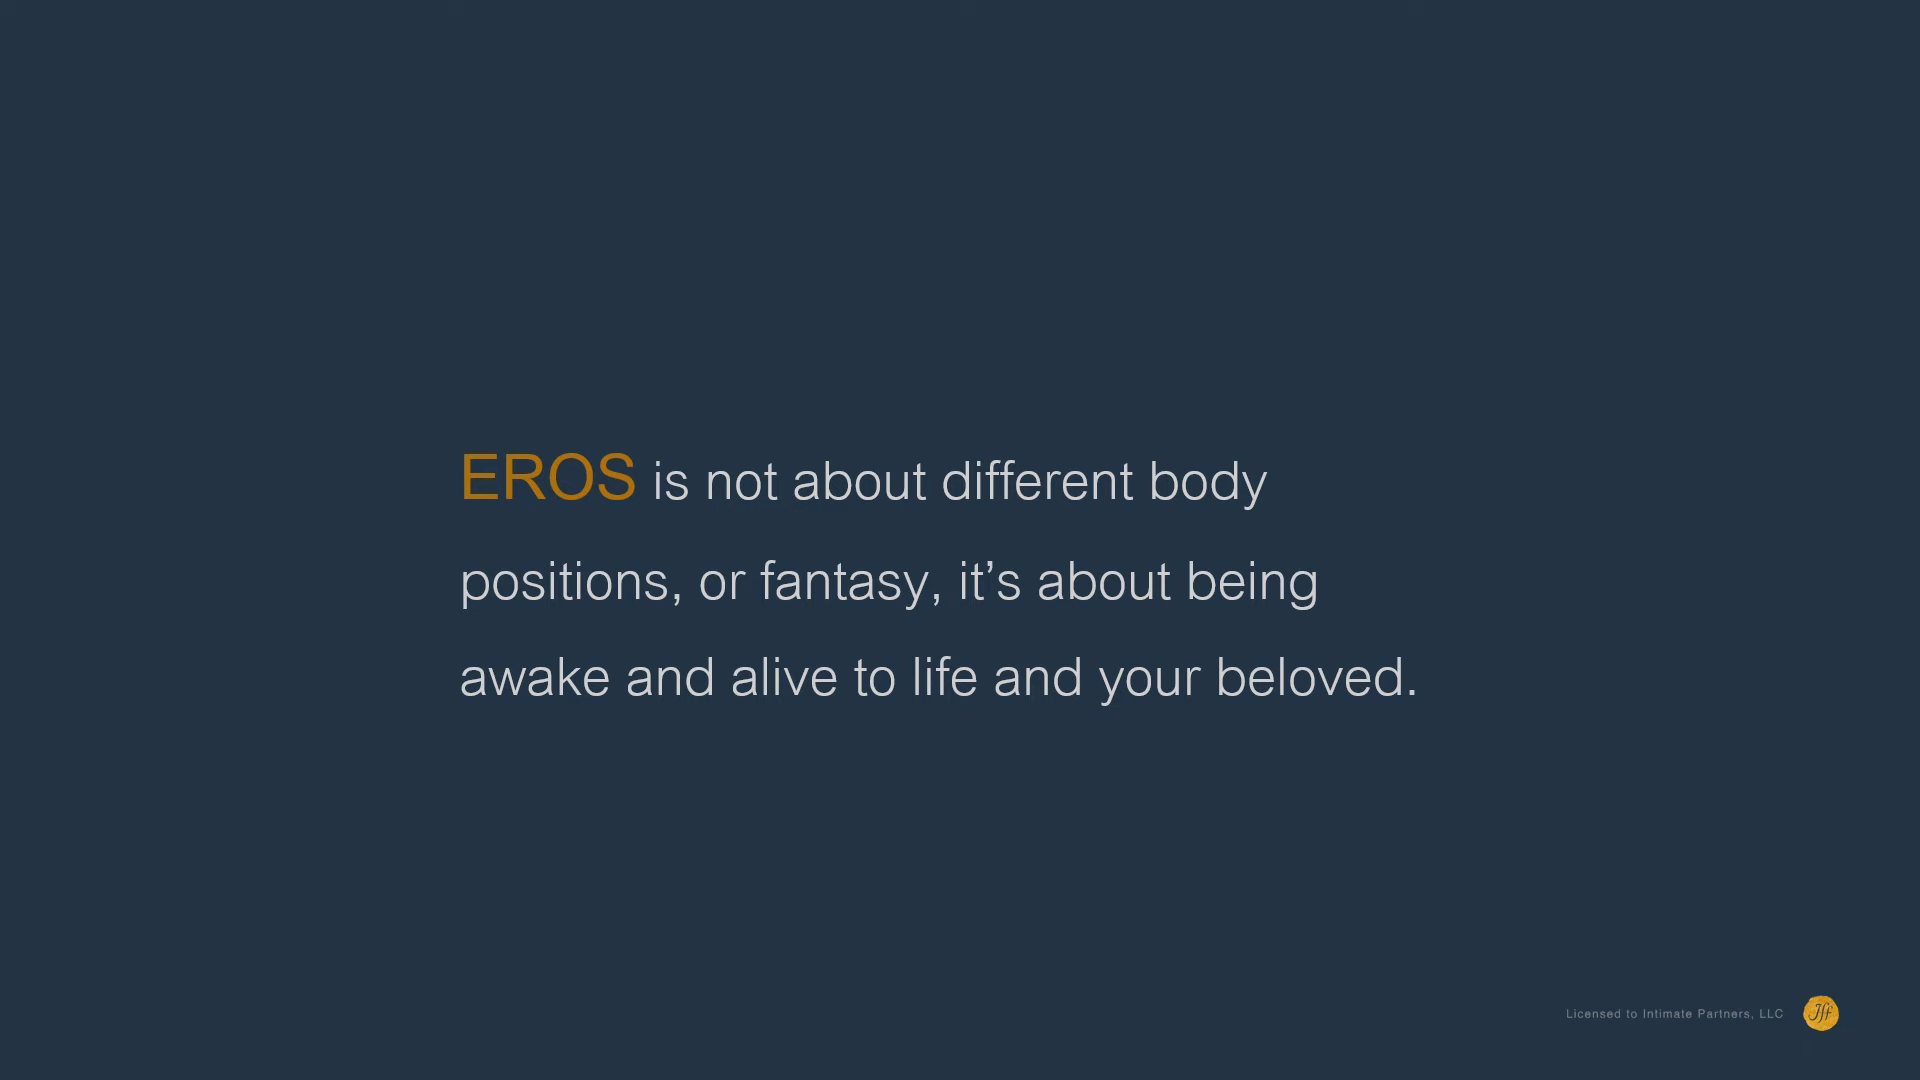 EROS is not about different body
positions, or fantasy, it’s about being
awake and alive to life and your beloved.
Licensed to Intimate Partners, LLC